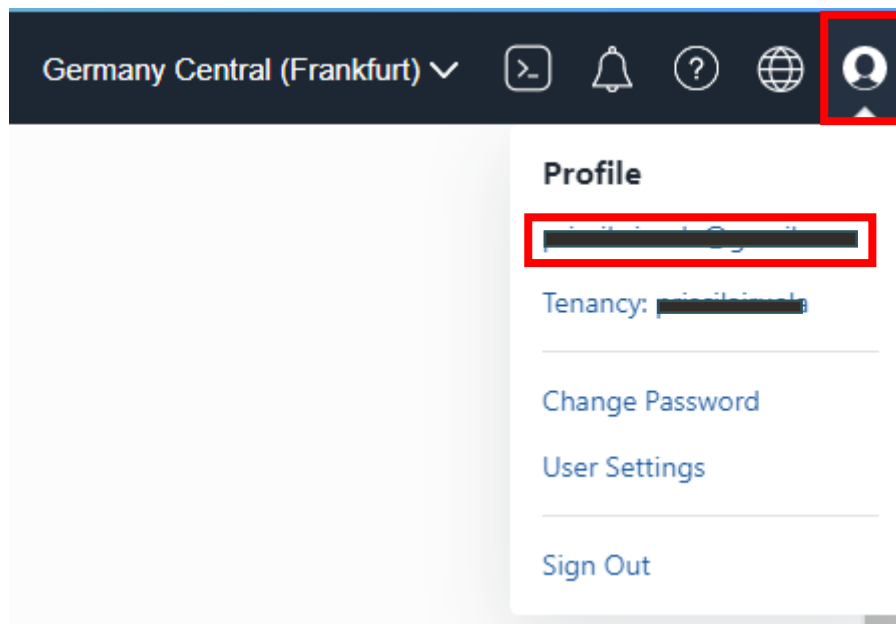 Germany Central (Frankfurt)
Profile
Tenancy:
Change Password
User Settings
Sign Out